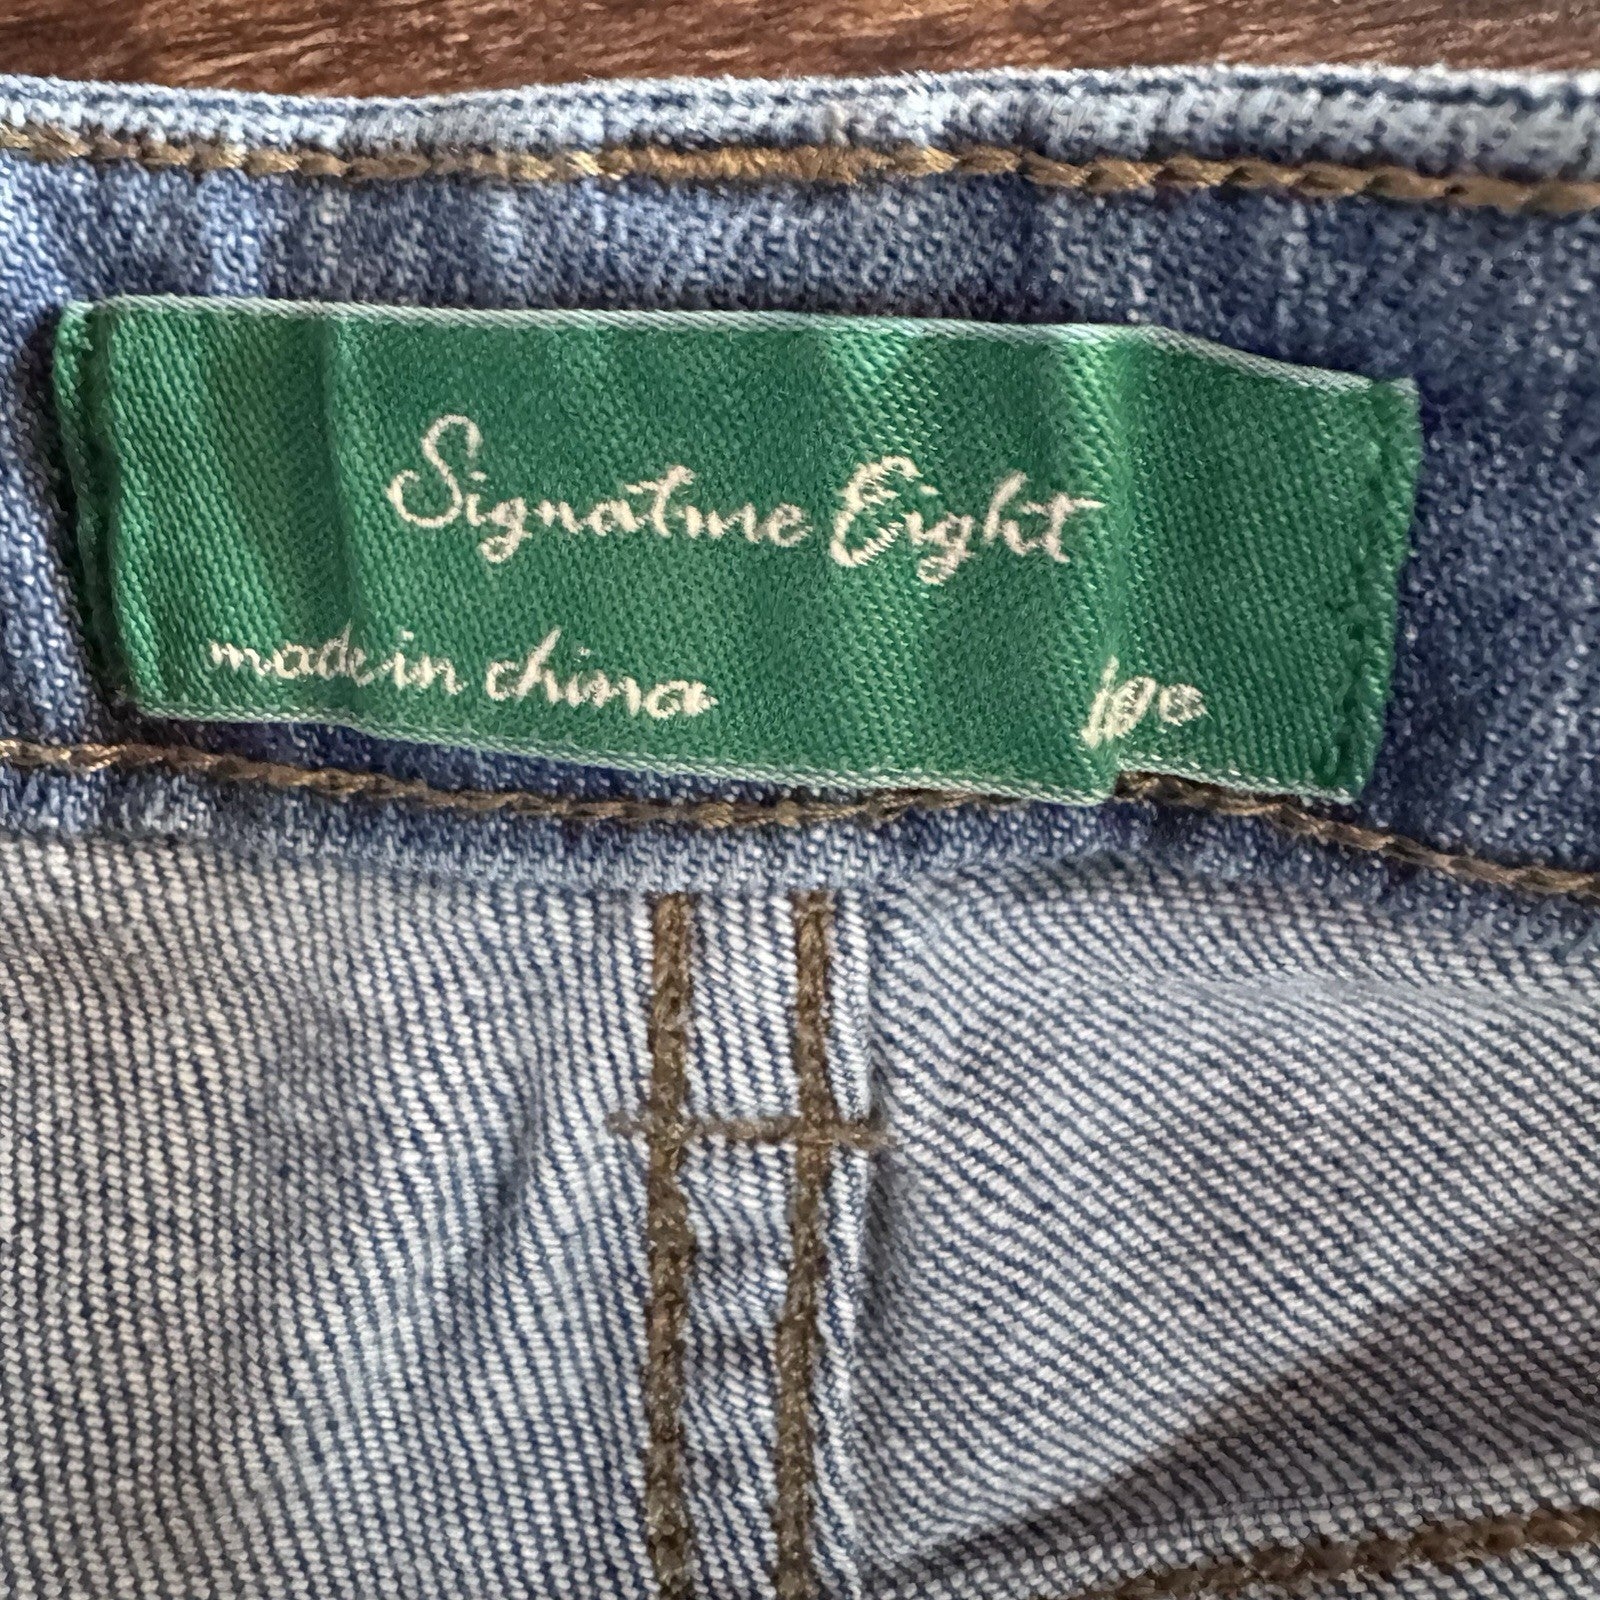 Signature Eight
made in china